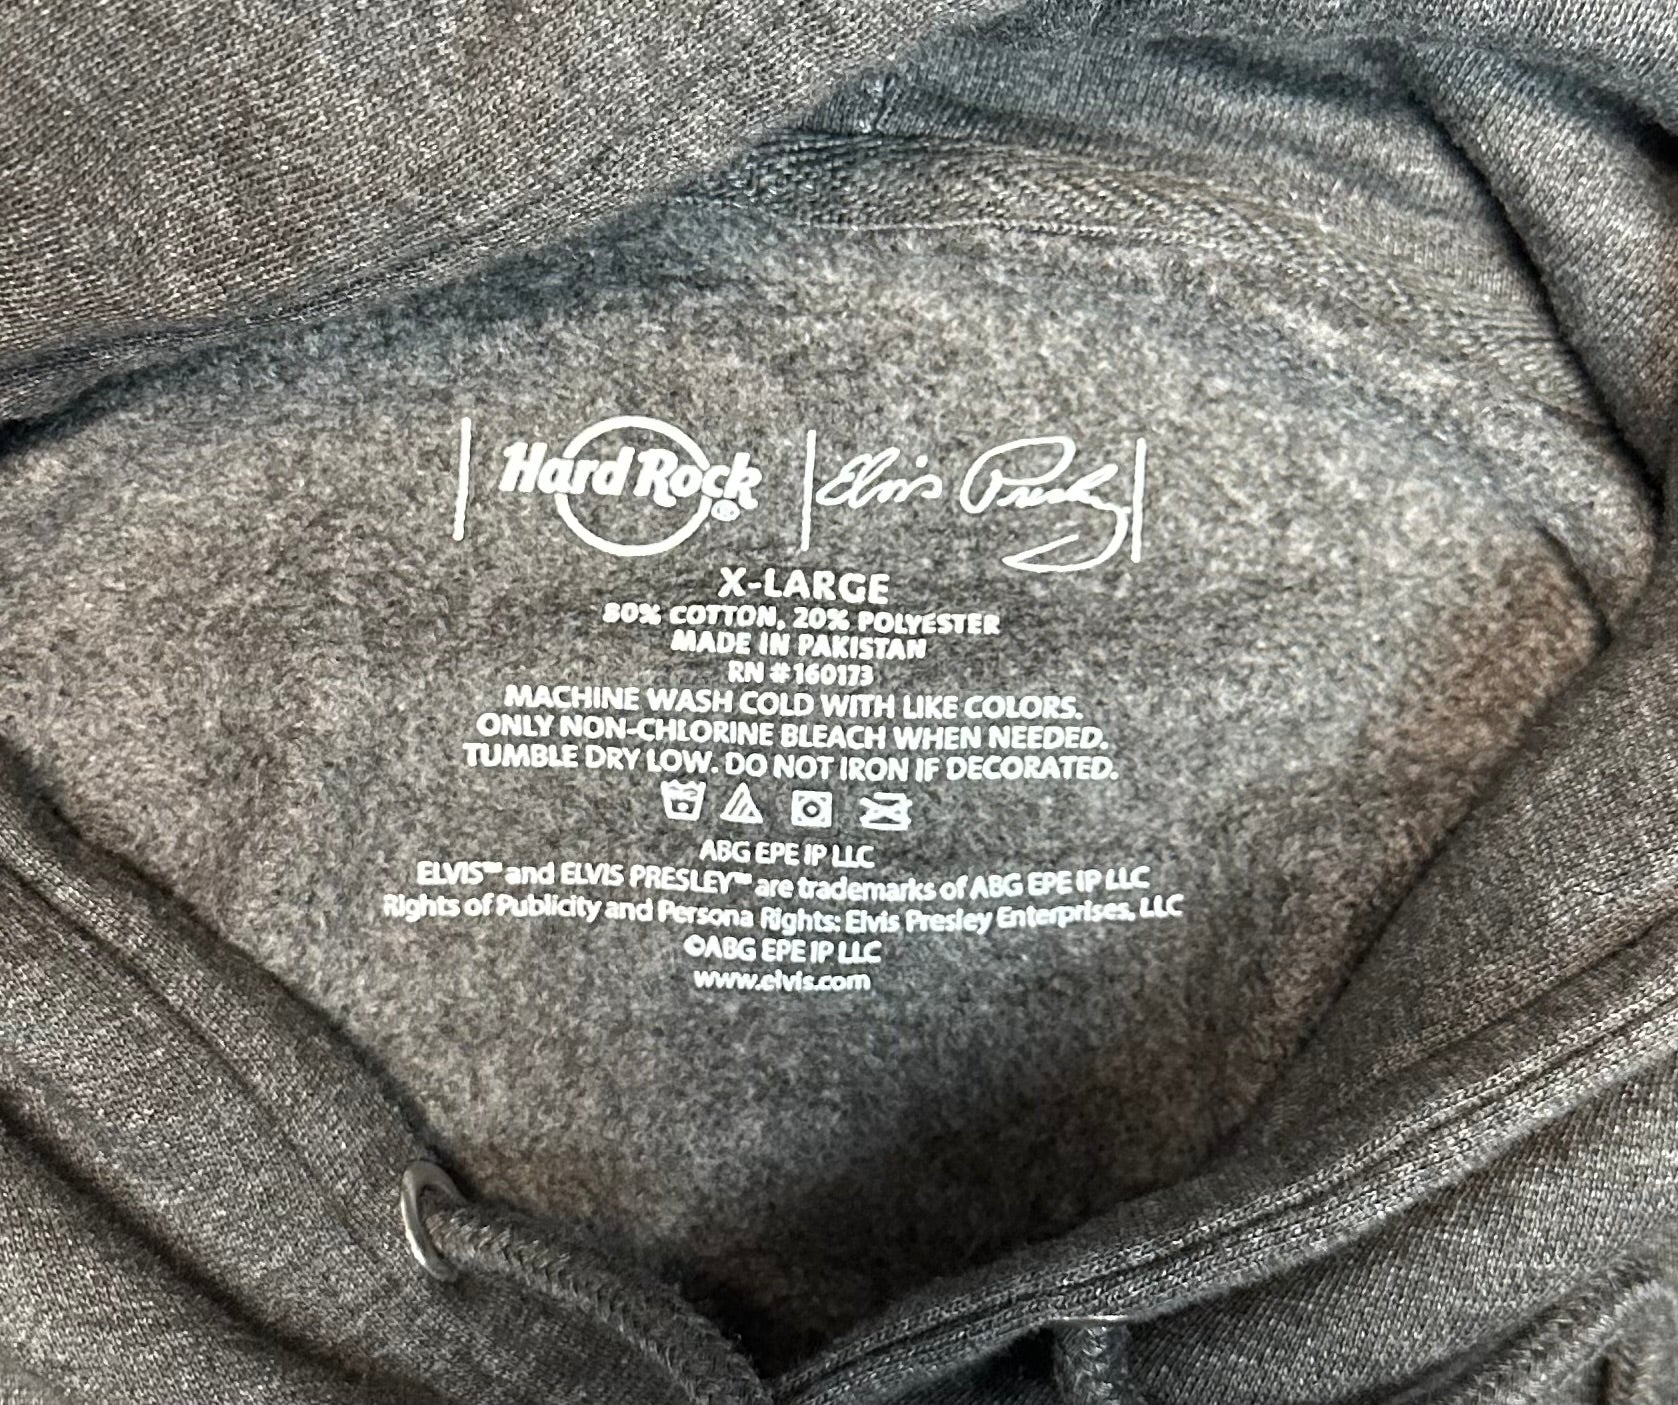 Hard Rock® Elvis Presley
X-LARGE
80% COTTON, 20% POLYESTER
MADE IN PAKISTAN
RN #160173
MACHINE WASH COLD WITH LIKE COLORS.
ONLY NON-CHLORINE BLEACH WHEN NEEDED.
TUMBLE DRY LOW. DO NOT IRON IF DECORATED.
ABG EPE IP LLC
ELVIS™ and ELVIS PRESLEY™ are trademarks of ABG EPE IP LLC
Rights of Publicity and Persona Rights: Elvis Presley Enterprises, LLC
©ABG EPE IP LLC
www.elvis.com